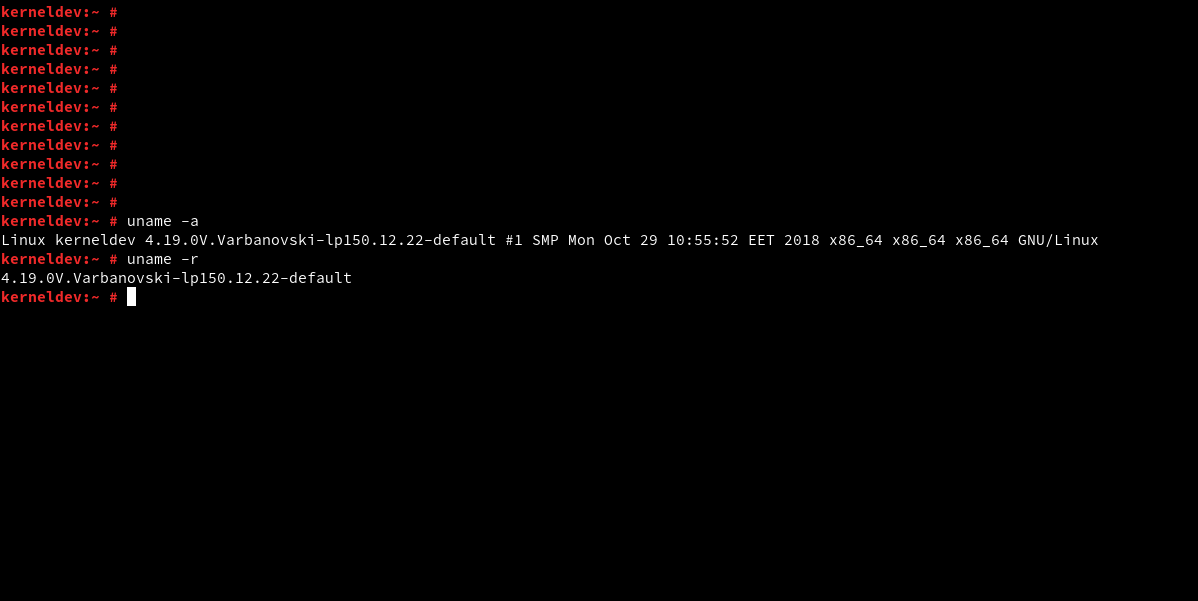 kerneldev:~ #
kerneldev:~ #
kerneldev:~ #
kerneldev:~ #
kerneldev:~ #
kerneldev:~ #
kerneldev:~ #
kerneldev:~ #
kerneldev:~ #
kerneldev:~ #
kerneldev:~ #
kerneldev:~ # uname -a
Linux kerneldev 4.19.0V.Varbanovski-lp150.12.22-default #1 SMP Mon Oct 29 10:55:52 EET 2018 x86_64 x86_64 x86_64 GNU/Linux
kerneldev:~ # uname -r
4.19.0V.Varbanovski-lp150.12.22-default
kerneldev:~ #